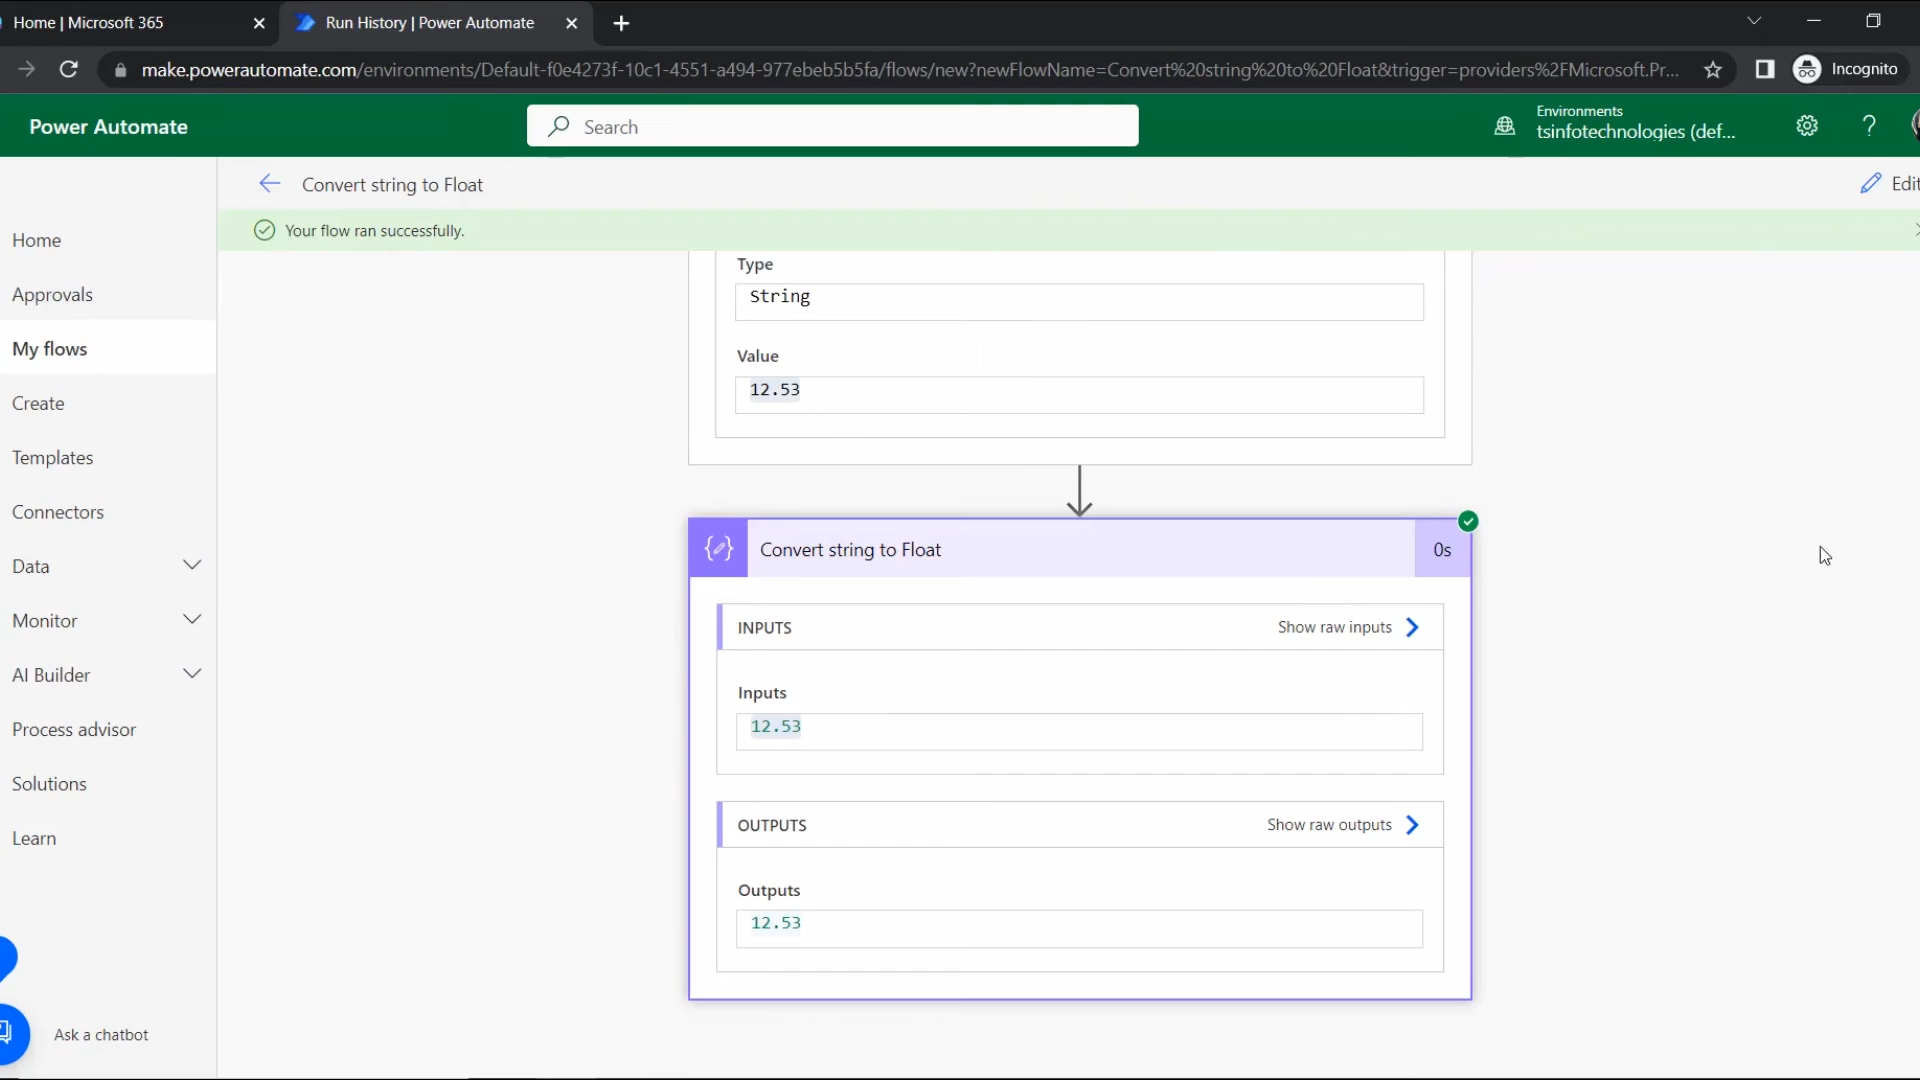 Home | Microsoft 365
Run History | Power Automate
make.powerautomate.com/environments/Default-f0e4273f-10c1-4551-a494-977ebeb5b5fa/flows/new?newFlowName=Convert%20string%20to%20Float&trigger=providers%2FMicrosoft.Pr...
Incognito
Power Automate
Search
Environments
tsinfotechnologies (def...
Convert string to Float
Edit
Your flow ran successfully.
Home
Approvals
My flows
Create
Templates
Connectors
Data
Monitor
AI Builder
Process advisor
Solutions
Learn
Ask a chatbot
Type
String
Value
12.53
Convert string to Float
0s
INPUTS
Show raw inputs
Inputs
12.53
OUTPUTS
Show raw outputs
Outputs
12.53